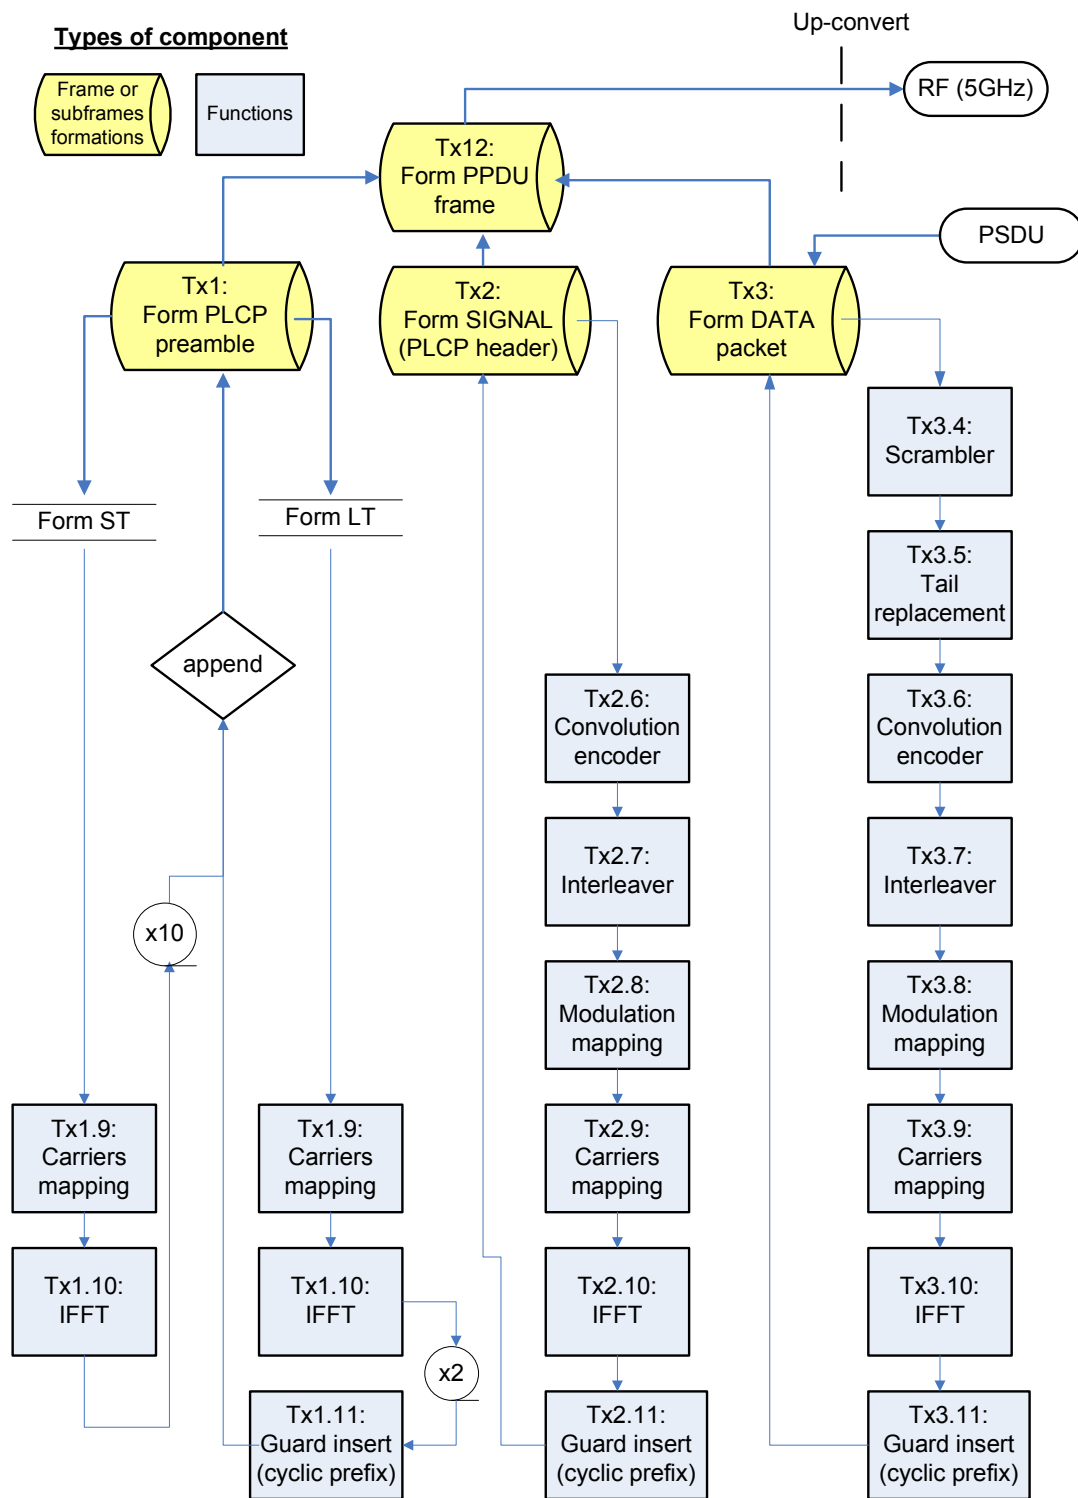 Types of component
Up-convert
Frame or
subframes
formations
Functions
RF (5GHz)
Tx12:
Form PPDU
frame
PSDU
Tx1:
Form PLCP
preamble
Tx2:
Form SIGNAL
(PLCP header)
Tx3:
Form DATA
packet
Tx3.4:
Scrambler
Form ST
Form LT
Tx3.5:
Tail
replacement
append
Tx2.6:
Convolution
encoder
Tx3.6:
Convolution
encoder
Tx2.7:
Interleaver
Tx3.7:
Interleaver
x10
Tx2.8:
Modulation
mapping
Tx3.8:
Modulation
mapping
Tx1.9:
Carriers
mapping
Tx1.9:
Carriers
mapping
Tx2.9:
Carriers
mapping
Tx3.9:
Carriers
mapping
Tx1.10:
IFFT
Tx1.10:
IFFT
Tx2.10:
IFFT
Tx3.10:
IFFT
x2
Tx1.11:
Guard insert
(cyclic prefix)
Tx2.11:
Guard insert
(cyclic prefix)
Tx3.11:
Guard insert
(cyclic prefix)